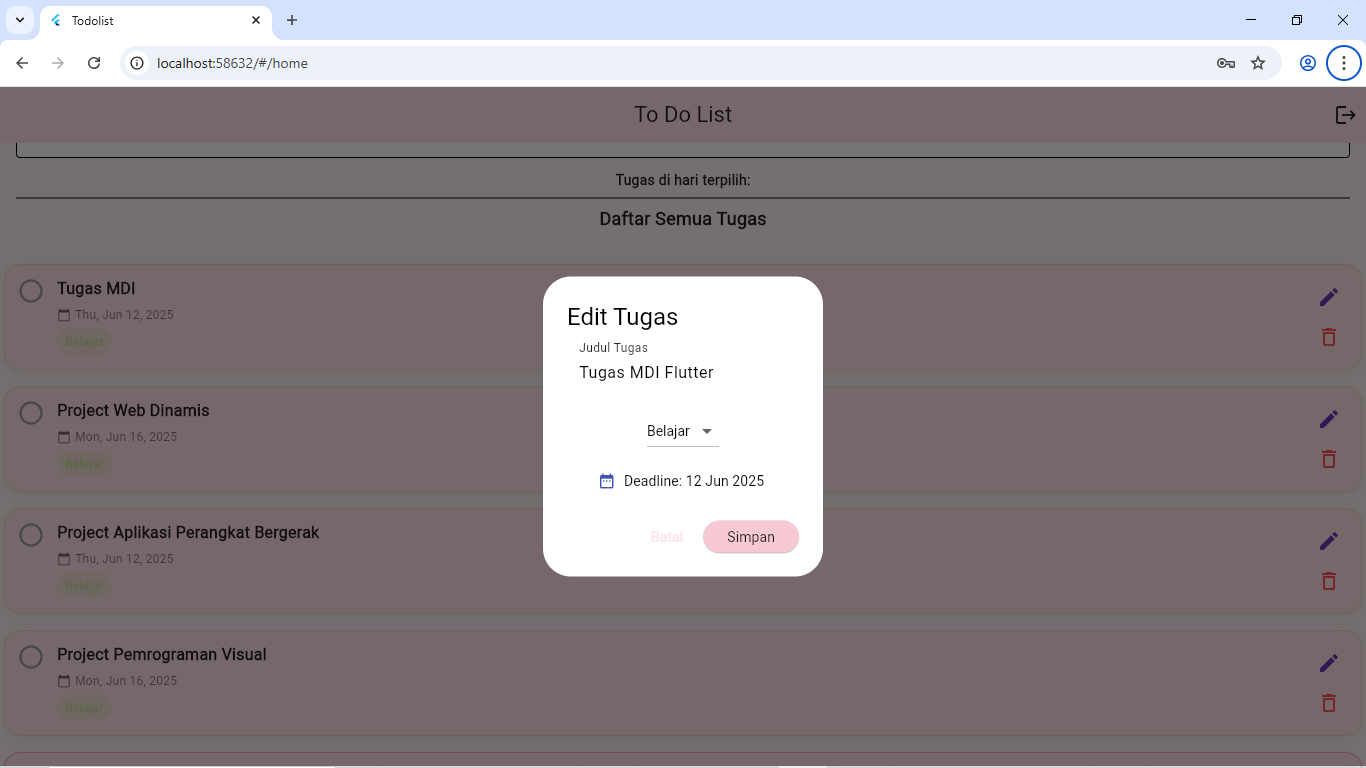 Todolist
localhost:58632/#/home
To Do List
Tugas di hari terpilih:
Daftar Semua Tugas
Tugas MDI
Thu, Jun 12, 2025
Belajar
Project Web Dinamis
Mon, Jun 16, 2025
Belajar
Project Aplikasi Perangkat Bergerak
Thu, Jun 12, 2025
Belajar
Project Pemrograman Visual
Mon, Jun 16, 2025
Belajar
Edit Tugas
Judul Tugas
Tugas MDI Flutter
Belajar
Deadline: 12 Jun 2025
Batal Simpan